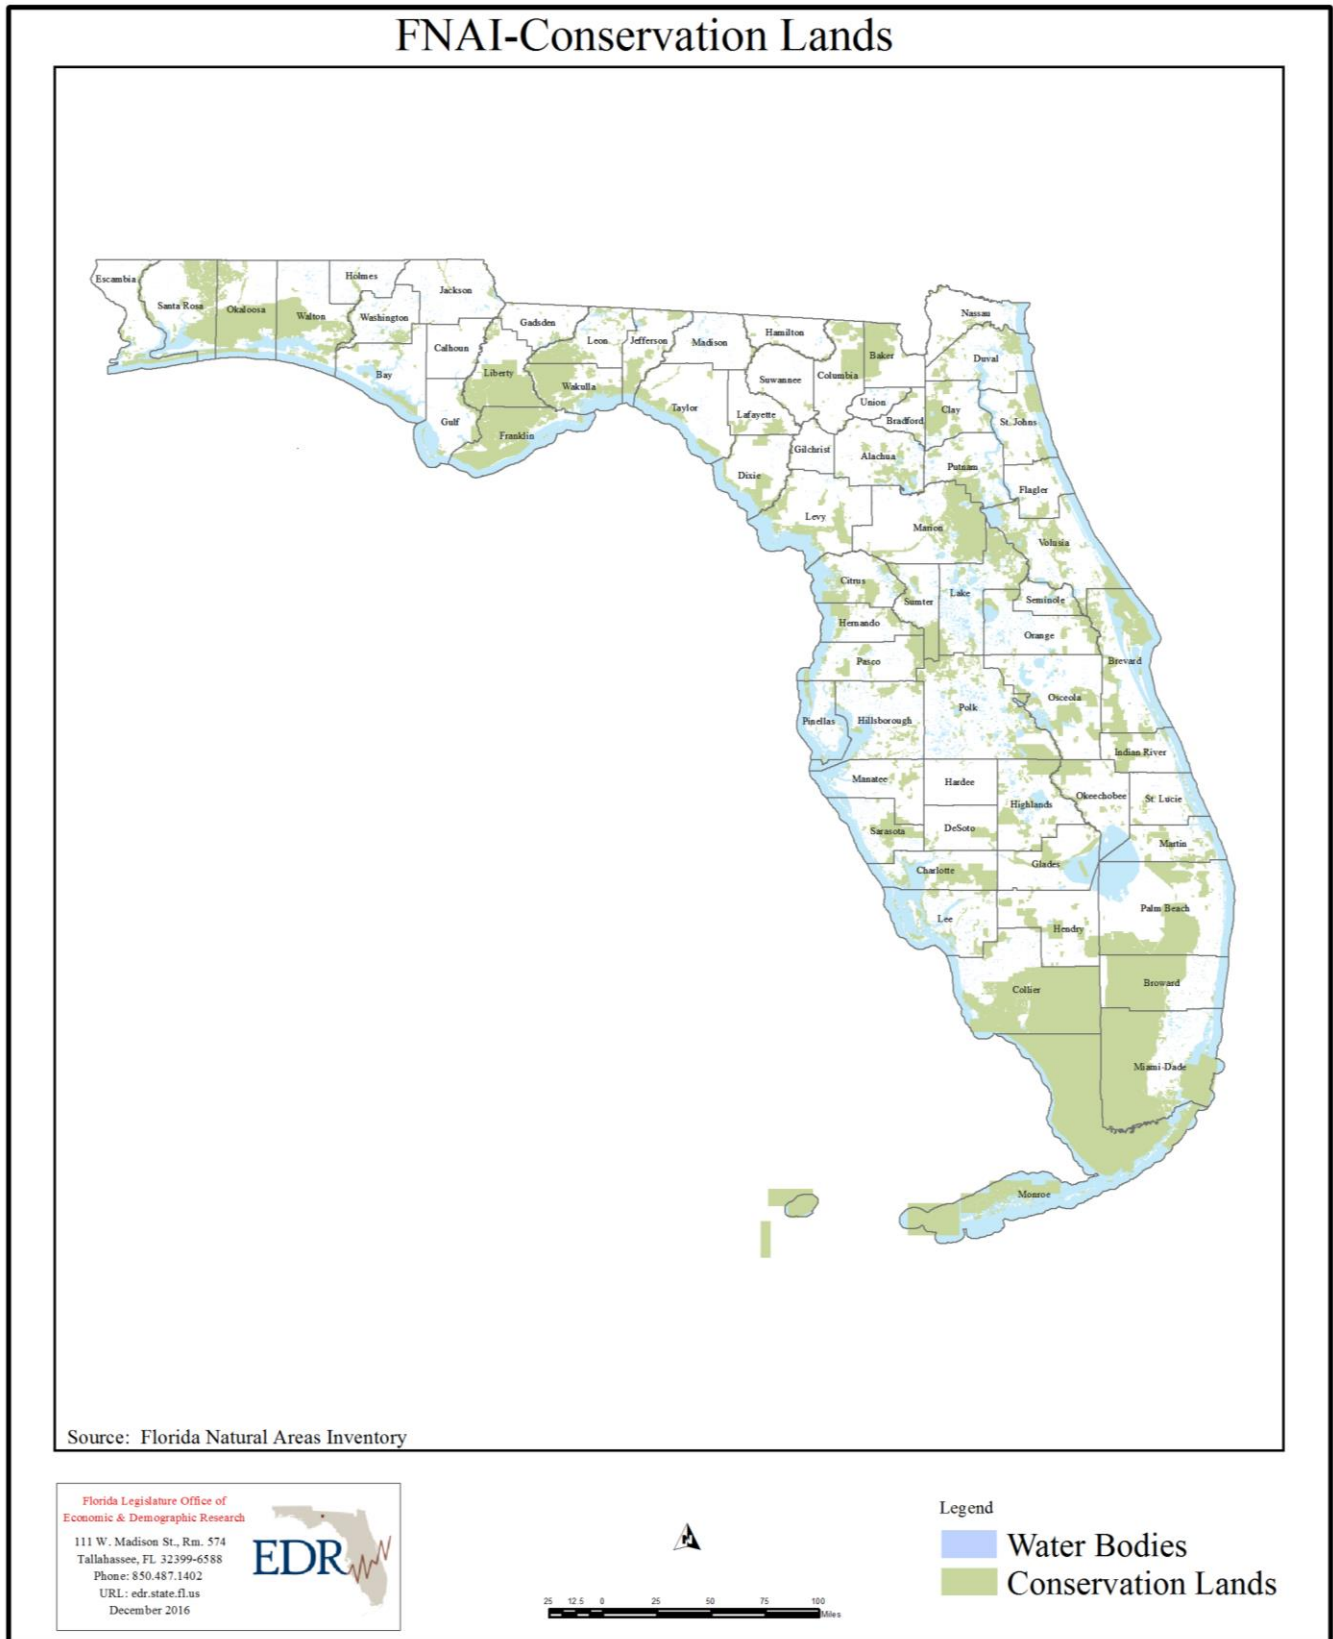 FNAI-Conservation Lands
Escambia
Santa Rosa
Okaloosa
Walton
Holmes
Washington
Jackson
Bay
Calhoun
Gulf
Gadsden
Liberty
Franklin
Leon
Wakulla
Jefferson
Madison
Taylor
Hamilton
Suwannee
Lafayette
Dixie
Columbia
Baker
Nassau
Duval
Union
Bradford
Clay
St. Johns
Gilchrist
Alachua
Putnam
Flagler
Levy
Marion
Volusia
Citrus
Sumter
Lake
Seminole
Hernando
Orange
Pasco
Brevard
Osceola
Pinellas
Hillsborough
Polk
Indian River
Manatee
Hardee
Highlands
Okeechobee
St. Lucie
Sarasota
DeSoto
Martin
Charlotte
Glades
Lee
Hendry
Palm Beach
Collier
Broward
Miami-Dade
Monroe
Source: Florida Natural Areas Inventory
Florida Legislature Office of
Economic & Demographic Research
111 W. Madison St., Rm. 574
Tallahassee, FL 32399-6588
Phone: 850.487.1402
URL: edr.state.fl.us
December 2016
EDR
25 12.5 0 25 50 75 100
Miles
Legend
Water Bodies
Conservation Lands